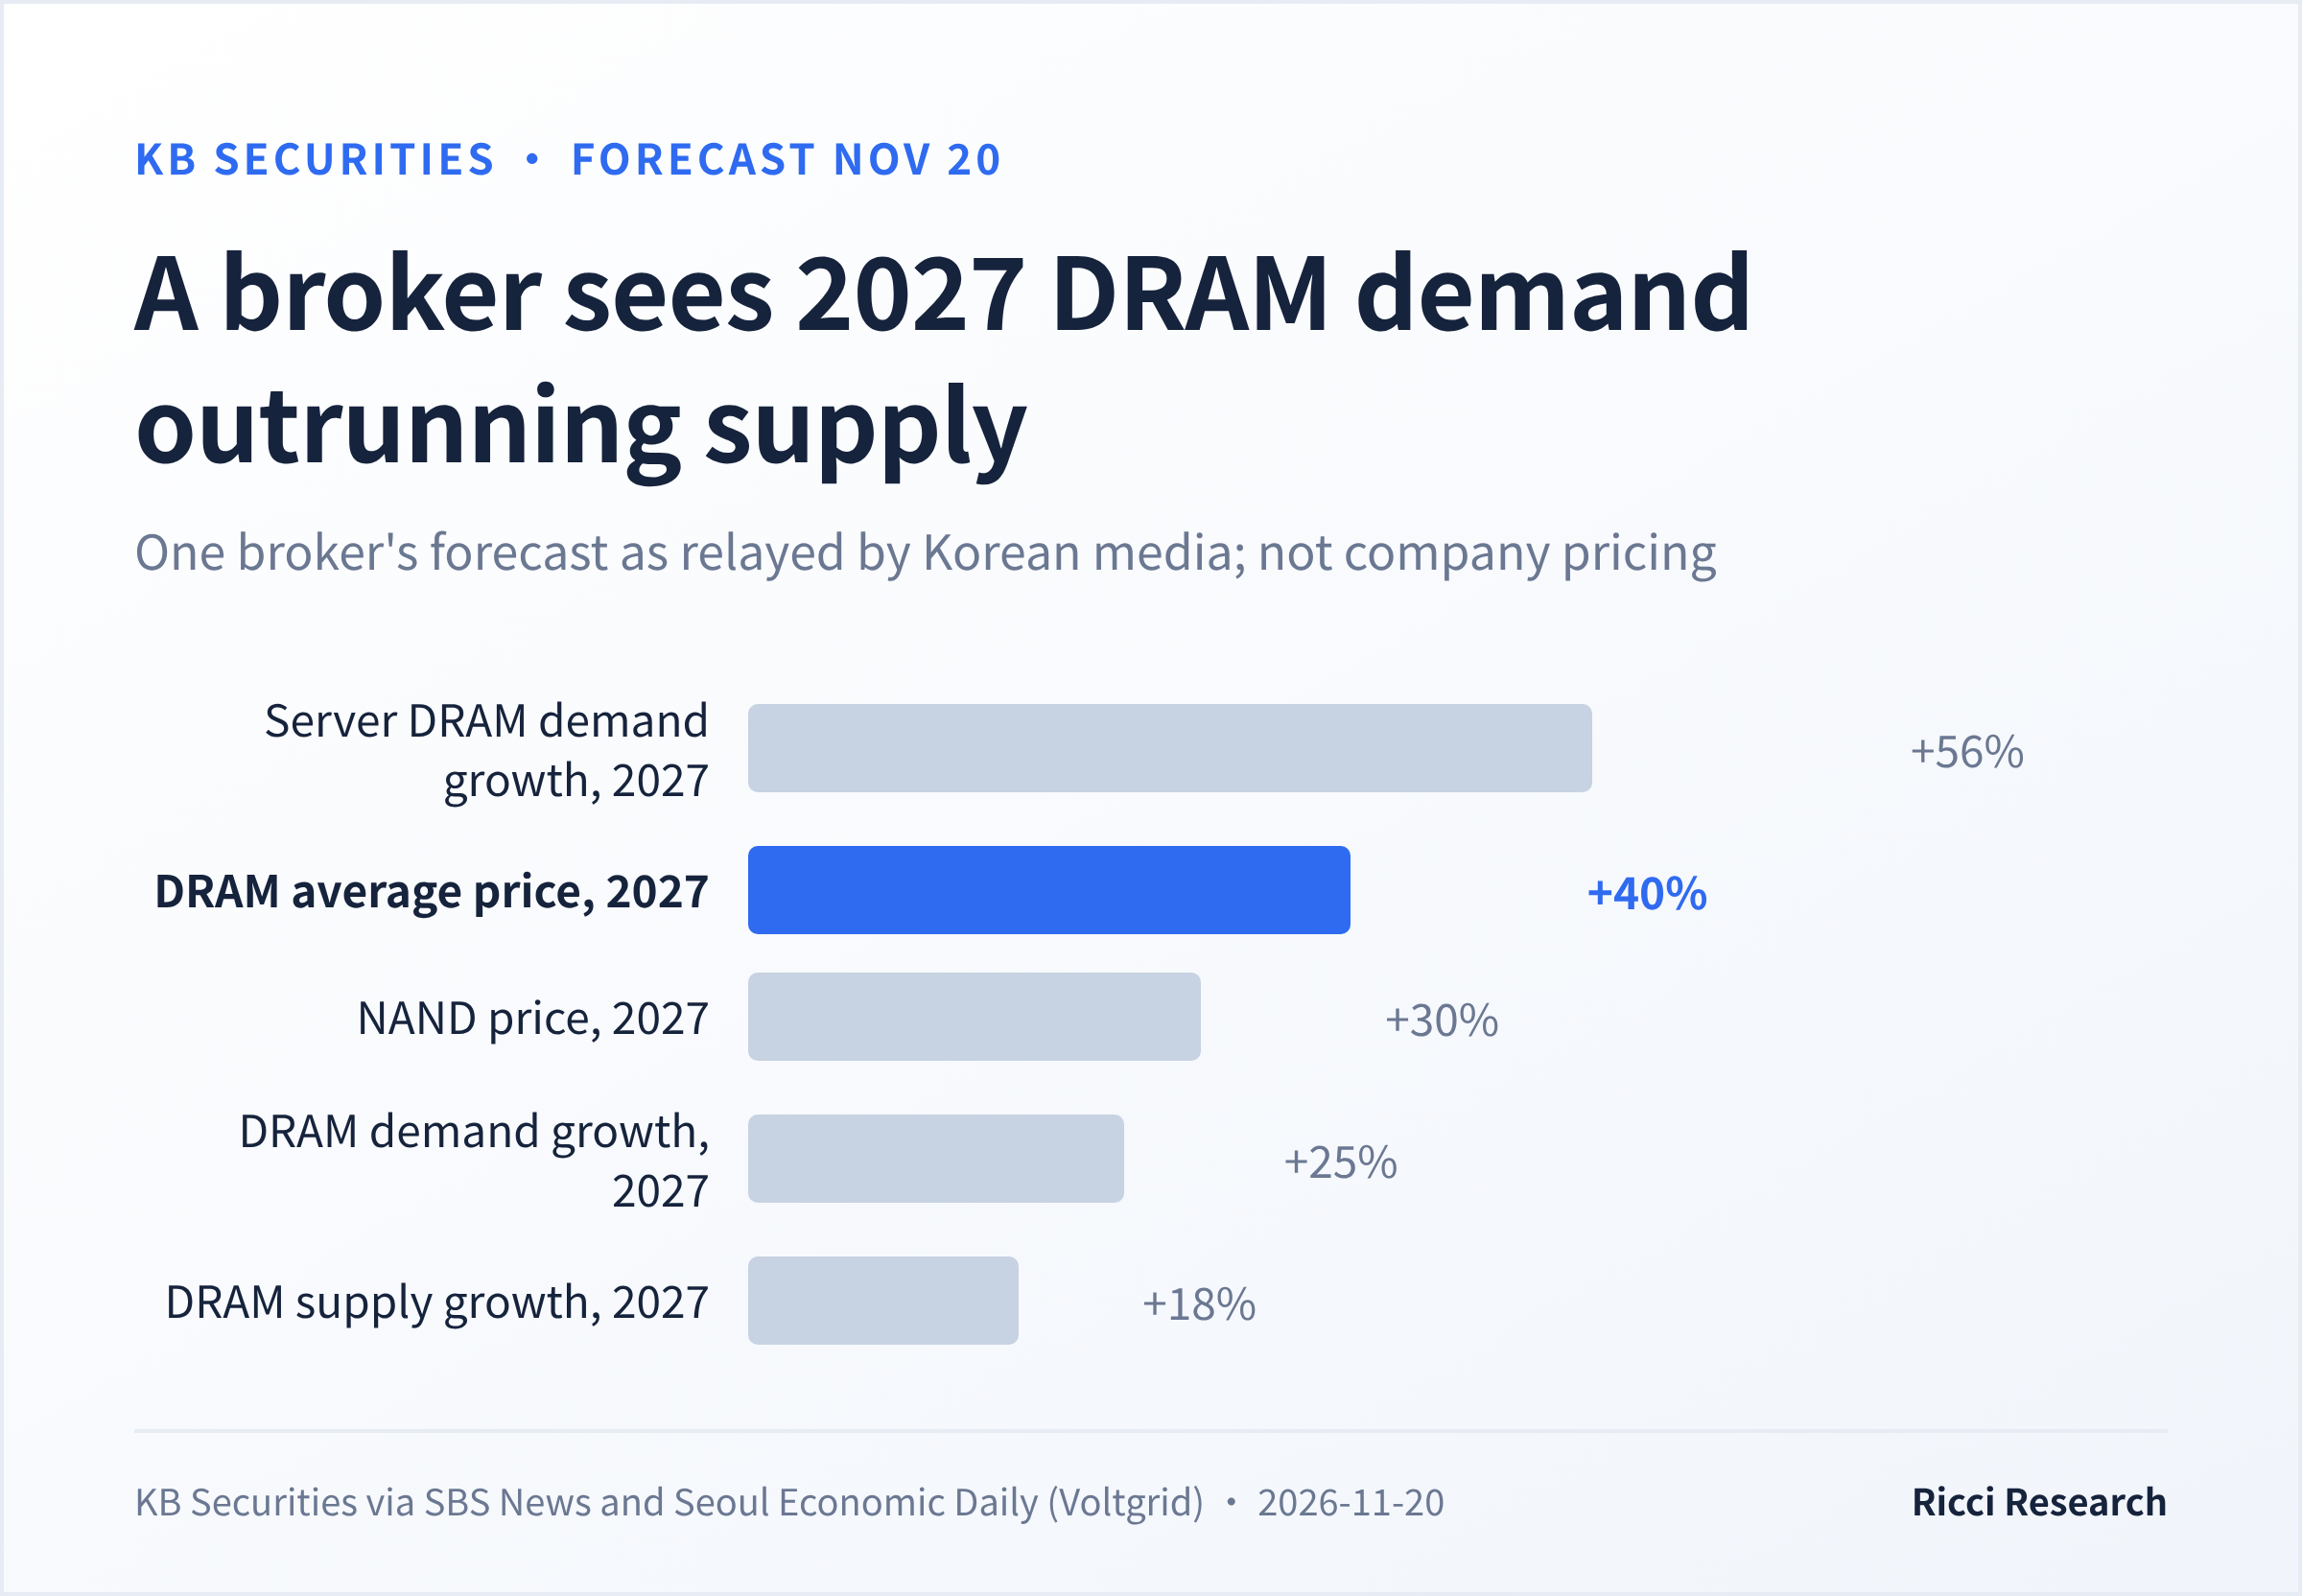 KB SECURITIES • FORECAST NOV 20
A broker sees 2027 DRAM demand
outrunning supply
One broker's forecast as relayed by Korean media; not company pricing
Server DRAM demand
growth, 2027
+56%
DRAM average price, 2027
+40%
NAND price, 2027
+30%
DRAM demand growth,
2027
+25%
DRAM supply growth, 2027
+18%
KB Securities via SBS News and Seoul Economic Daily (Voltgrid) • 2026-11-20
Ricci Research